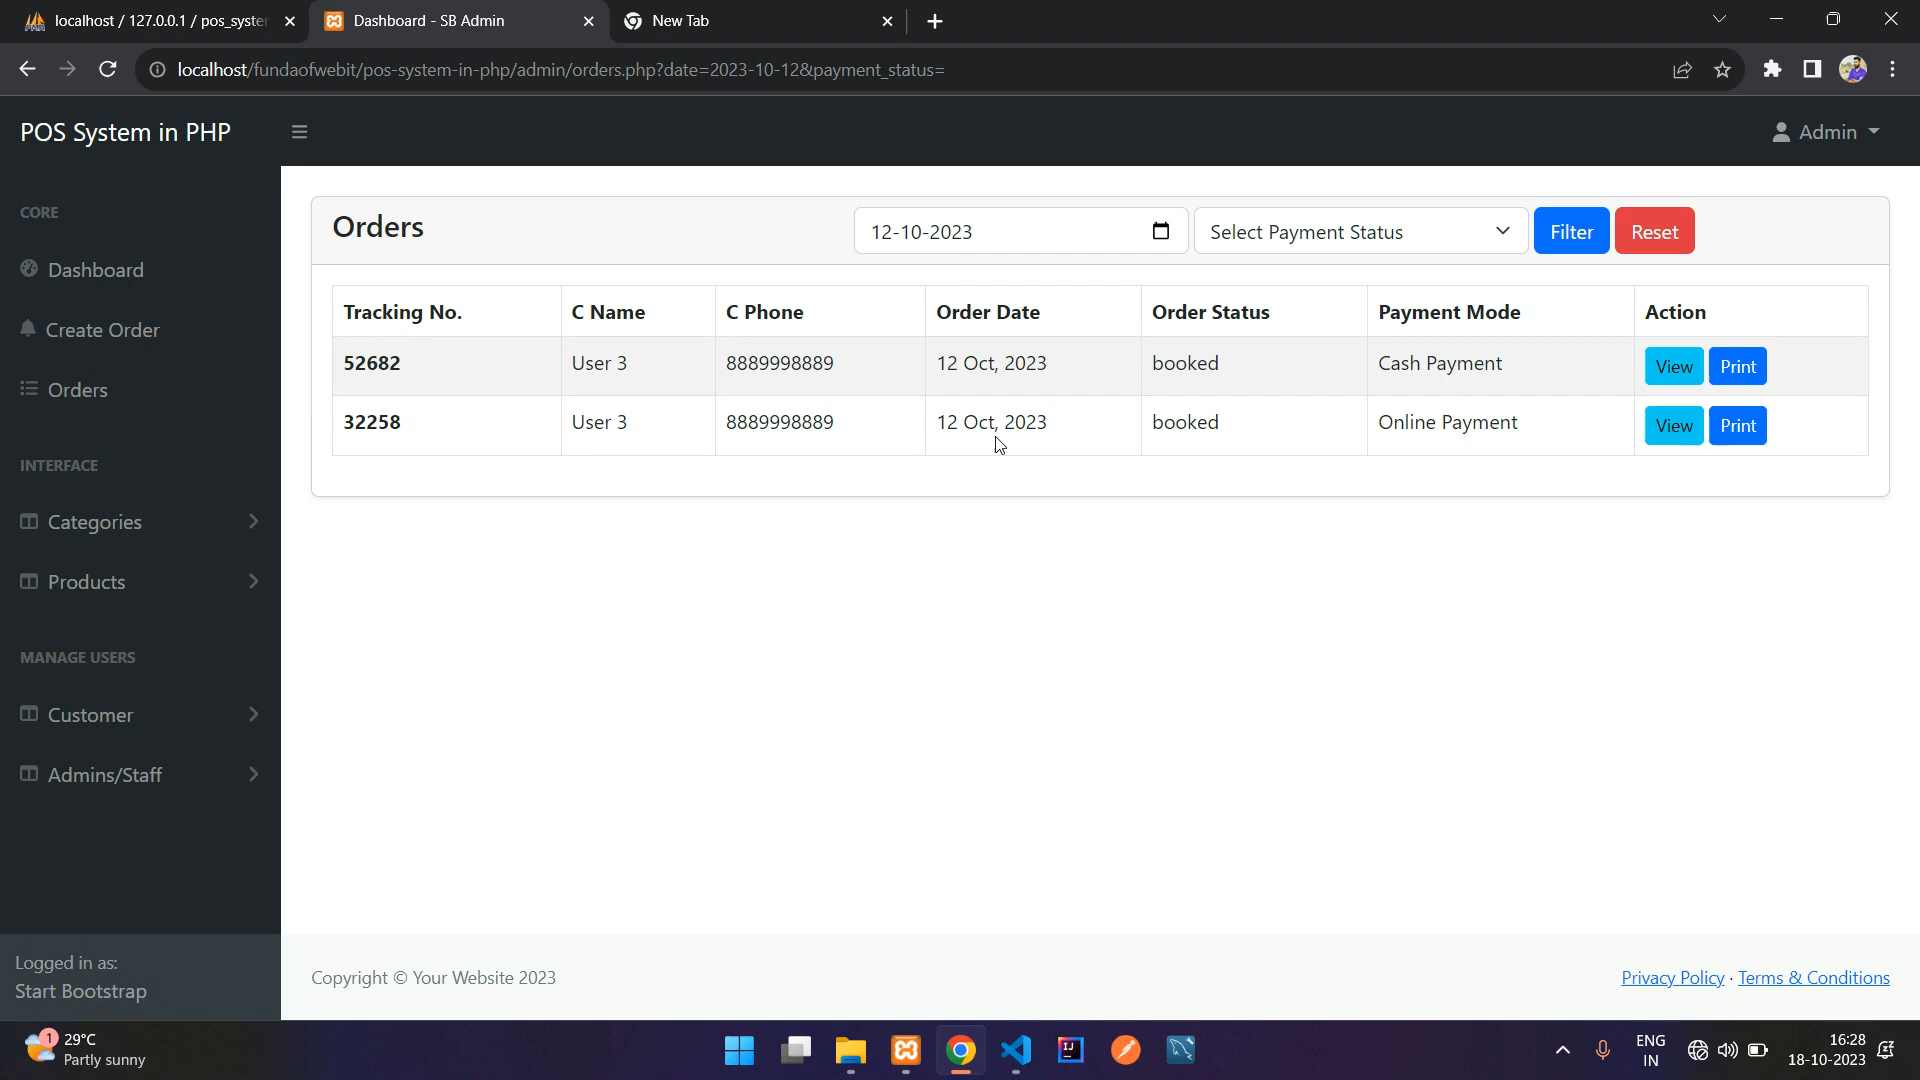 localhost / 127.0.0.1 / pos_syste
Dashboard - SB Admin
New Tab
localhost/fundaofwebit/pos-system-in-php/admin/orders.php?date=2023-10-12&payment_status=
POS System in PHP
Admin
CORE
Dashboard
Create Order
Orders
INTERFACE
Categories
Products
MANAGE USERS
Customer
Admins/Staff
Logged in as:
Start Bootstrap
Orders
12-10-2023
Select Payment Status
Filter
Reset
Tracking No. C Name C Phone Order Date Order Status Payment Mode Action
52682 User 3 8889998889 12 Oct, 2023 booked Cash Payment View Print
32258 User 3 8889998889 12 Oct, 2023 booked Online Payment View Print
Copyright © Your Website 2023
Privacy Policy · Terms & Conditions
1
29°C
Partly sunny
IJ
ENG
IN
16:28
18-10-2023